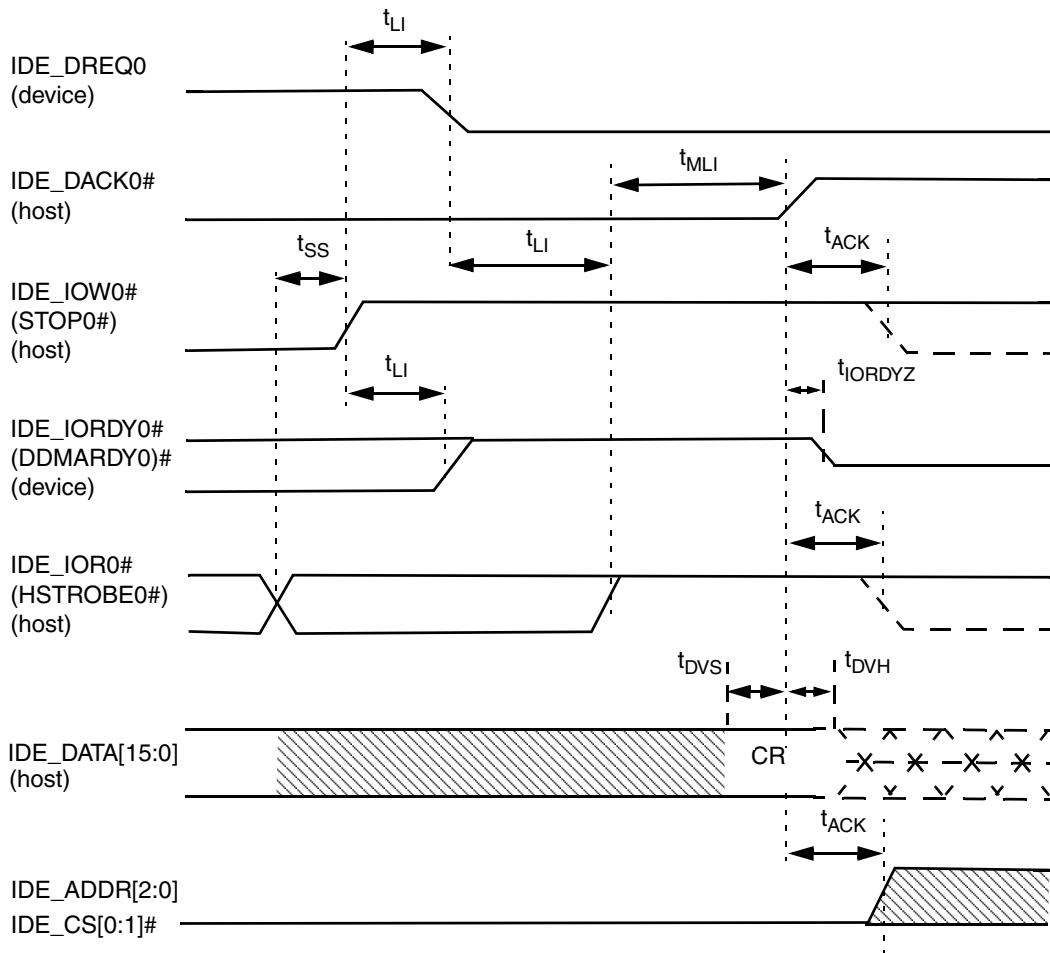 tLI
IDE_DREQ0
(device)
tMLI
IDE_DACK0#
(host)
tSS
tLI
tACK
IDE_IOW0#
(STOP0#)
(host)
tLI
tIORDYZ
IDE_IORDY0#
(DDMARDY0)#
(device)
tACK
IDE_IOR0#
(HSTROBE0#)
(host)
tDVS
tDVH
IDE_DATA[15:0]
(host)
CR
tACK
IDE_ADDR[2:0]
IDE_CS[0:1]#